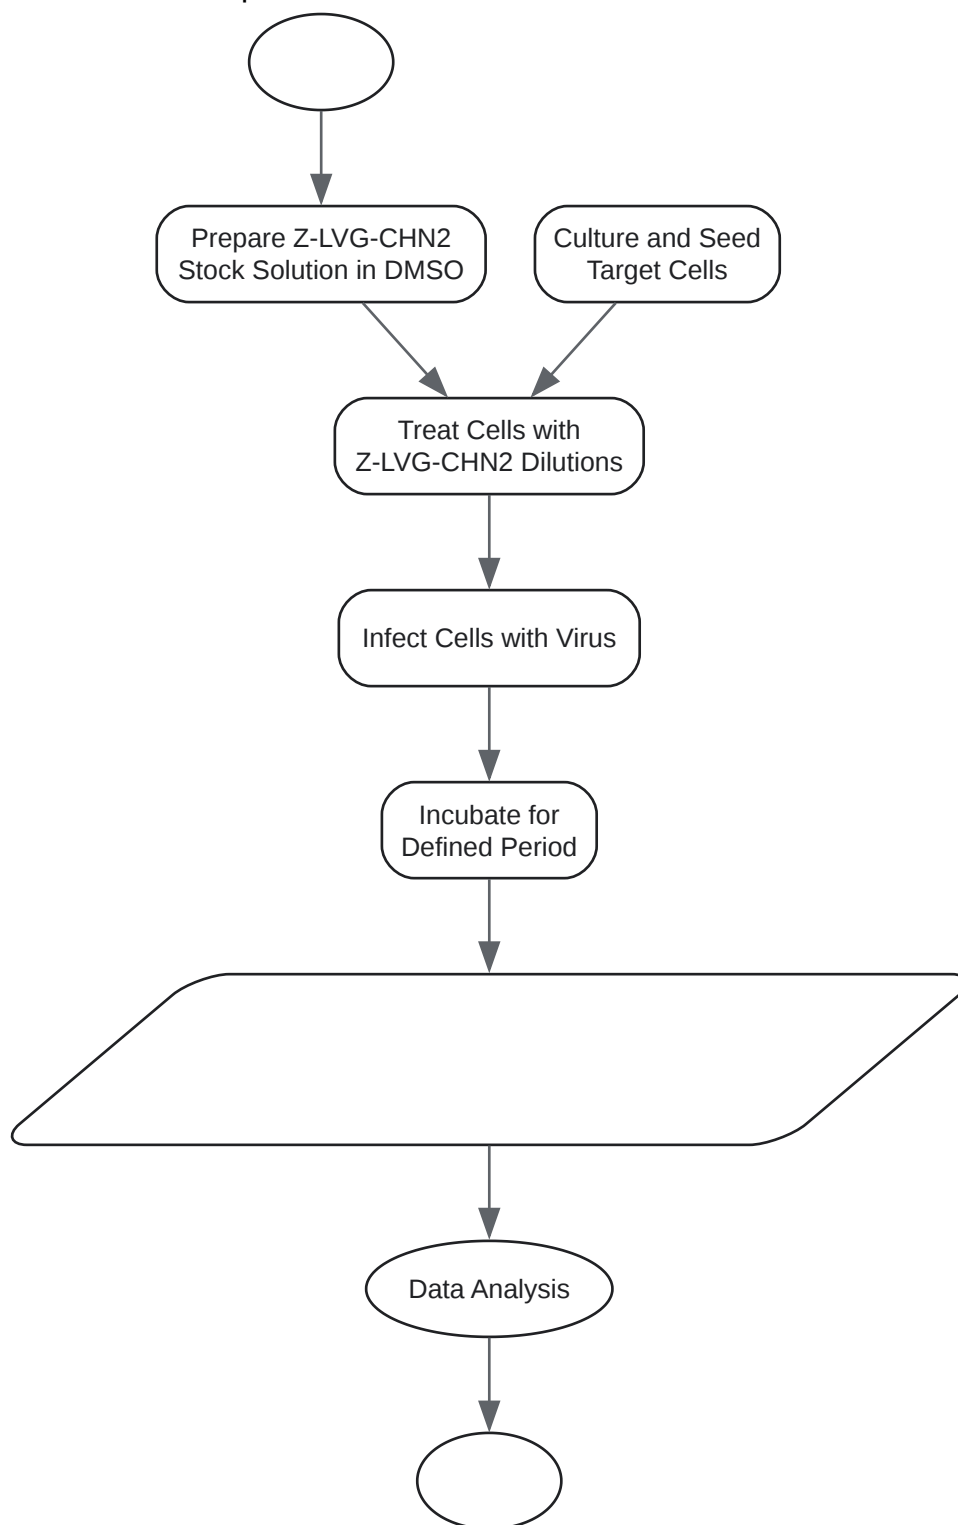 Prepare Z-LVG-CHN2
Stock Solution in DMSO
Culture and Seed
Target Cells
Treat Cells with
Z-LVG-CHN2 Dilutions
Infect Cells with Virus
Incubate for
Defined Period
Data Analysis